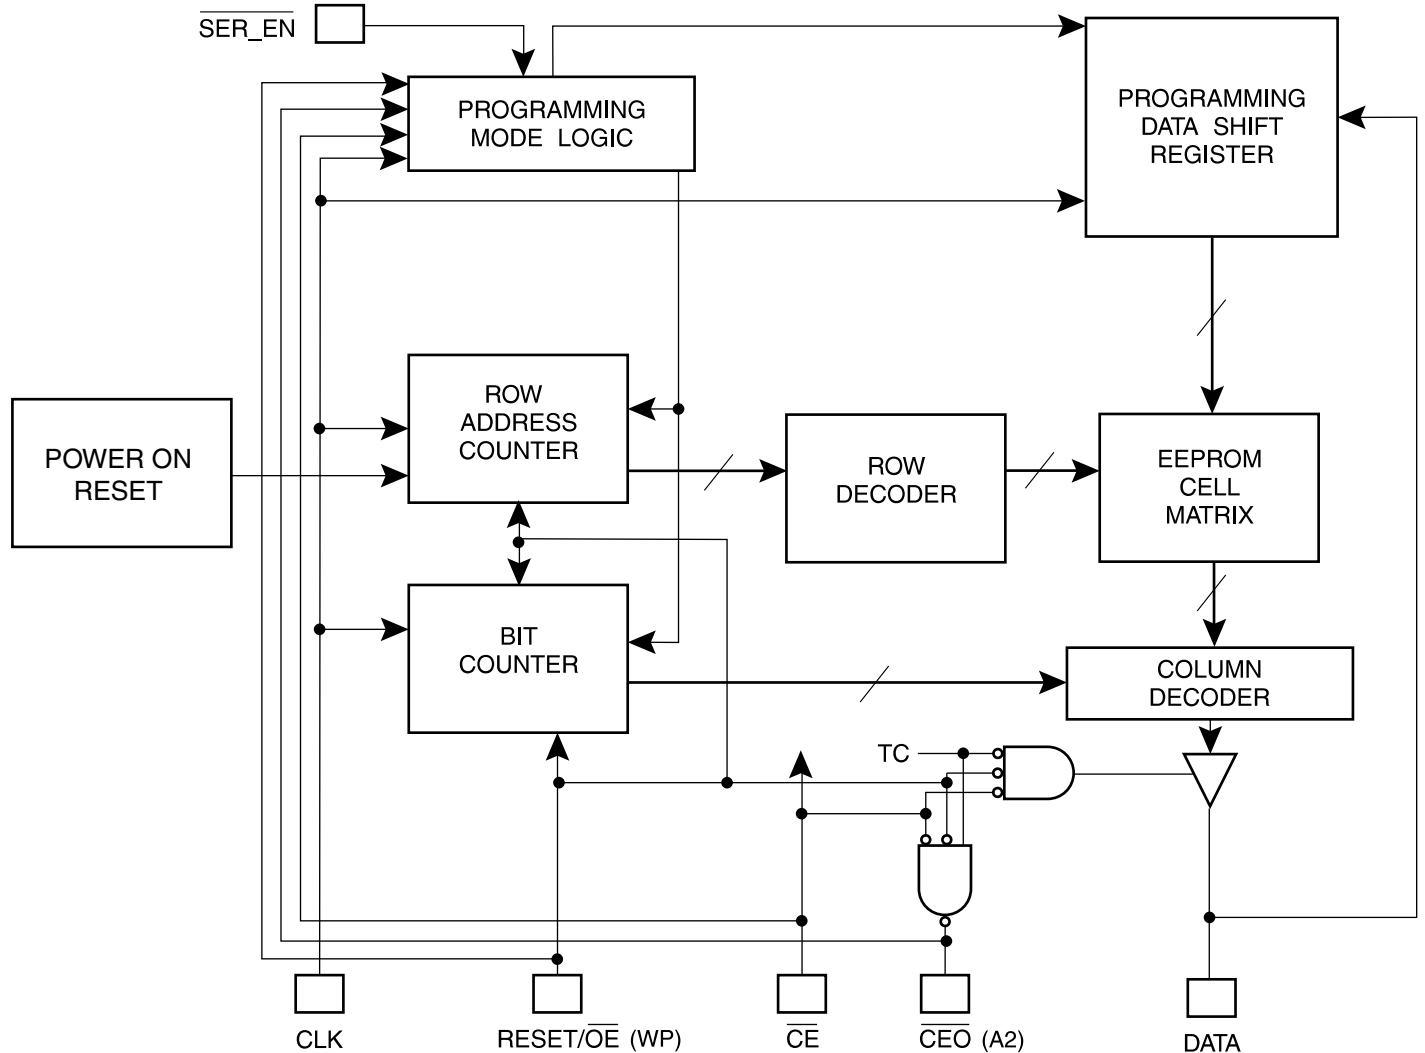 SER_EN
PROGRAMMING
MODE LOGIC
PROGRAMMING
DATA SHIFT
REGISTER
POWER ON
RESET
ROW
ADDRESS
COUNTER
ROW
DECODER
EEPROM
CELL
MATRIX
BIT
COUNTER
COLUMN
DECODER
TC
CLK
RESET/OE (WP)
CE
CEO (A2)
DATA